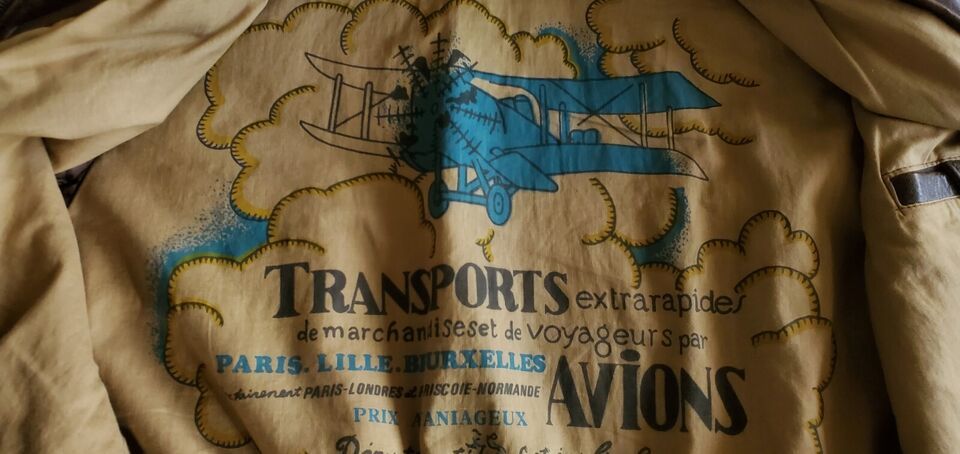 TRANSPORTS extrarapides
de marchandiseset de voyageurs par
PARIS. LILLE. BIURXELLES
AVIONS
PARIS-LONDRES
PRIX